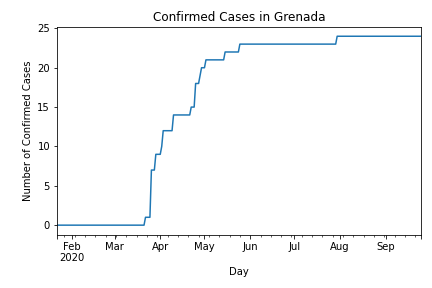 Confirmed Cases in Grenada
Number of Confirmed Cases
25
20
15
10
5
0
Feb Mar Apr May Jun Jul Aug Sep
2020
Day